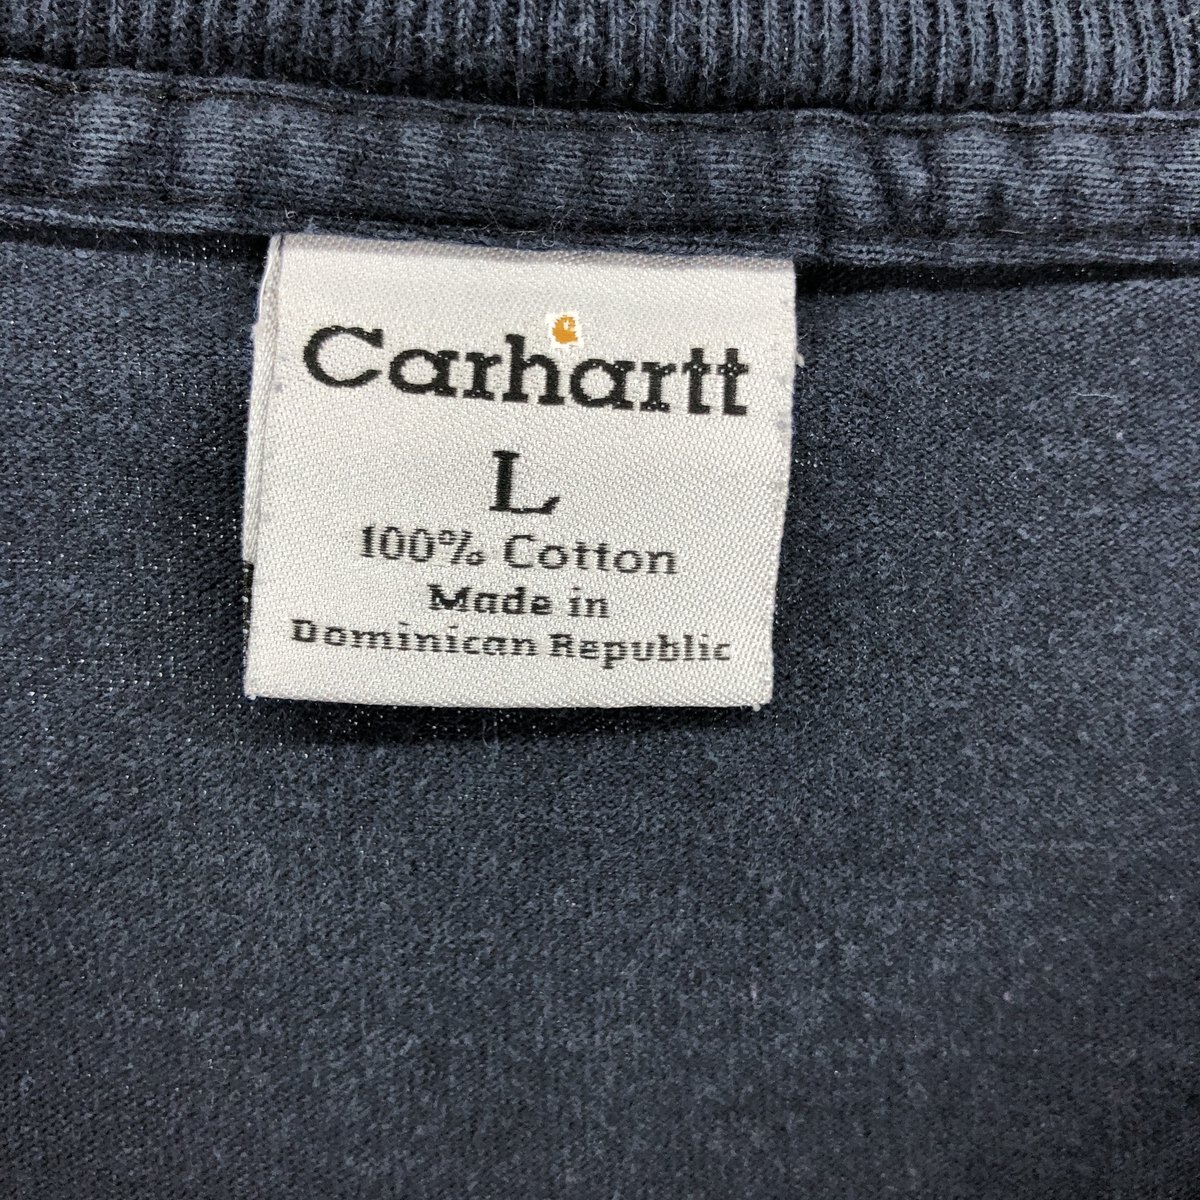 Carhartt
L
100% Cotton
Made in
Dominican Republic